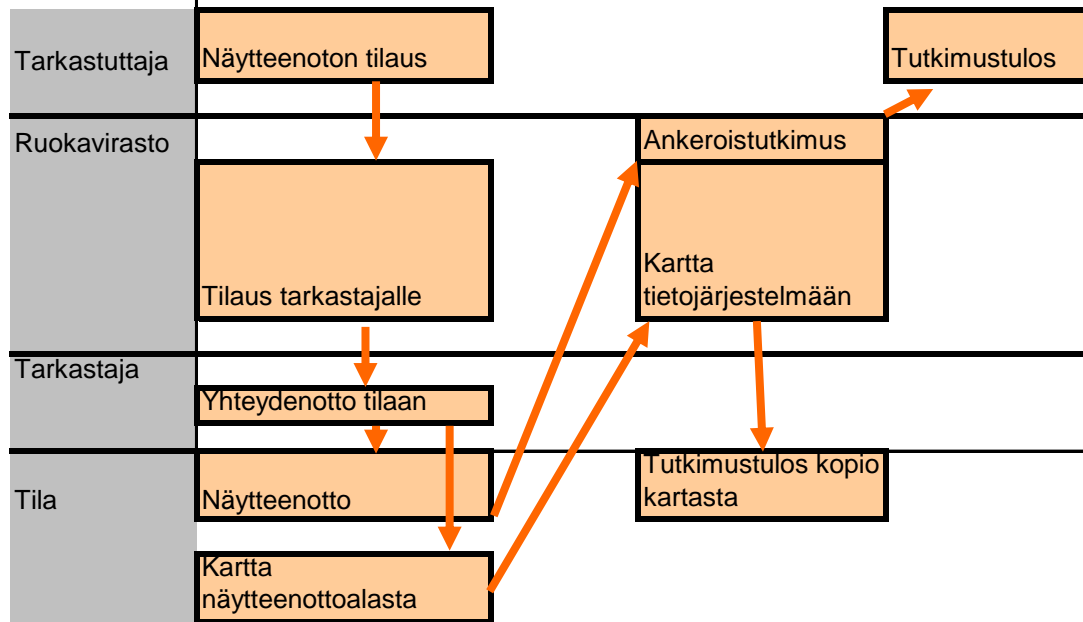 Tarkastuttaja
Näytteenoton tilaus
Tutkimustulos
Ruokavirasto
Ankeroistutkimus
Tilaus tarkastajalle
Kartta
tietojärjestelmään
Tarkastaja
Yhteydenotto tilaan
Tila
Näytteenotto
Tutkimustulos kopio
kartasta
Kartta
näytteenottoalasta